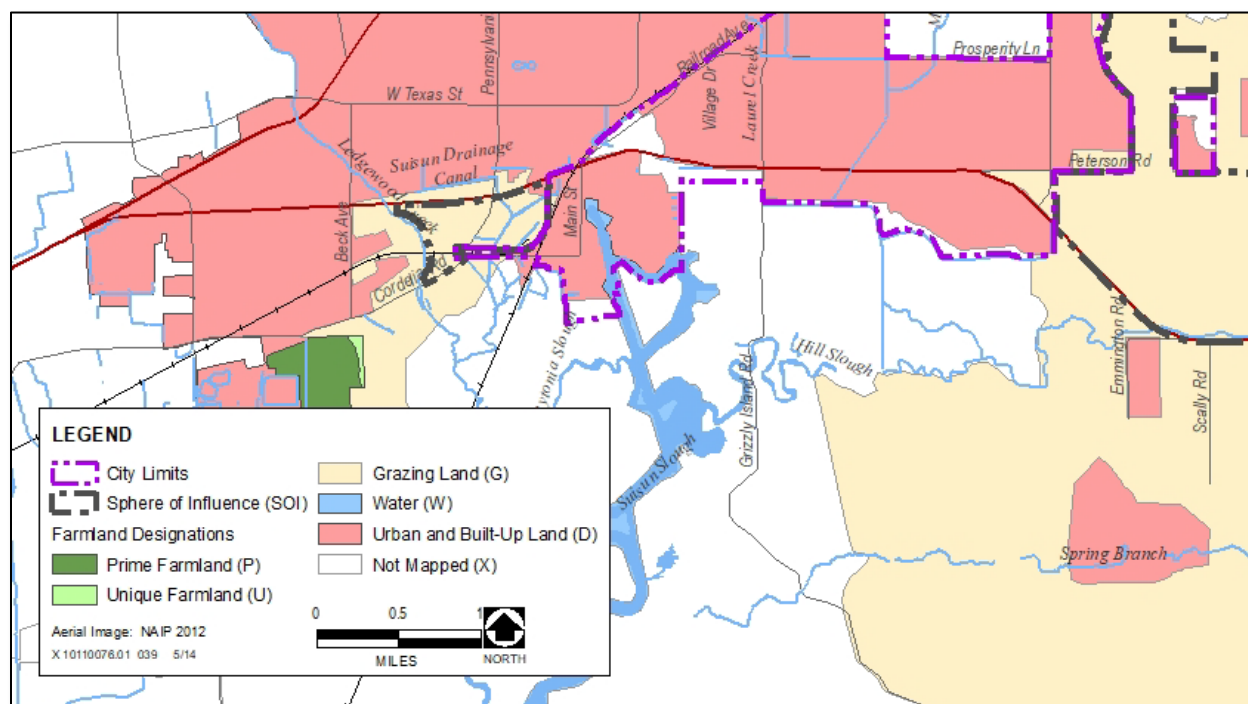 Pennsylvani
Railroad Ave
Village Dr
Laurel Creek
M
Prosperity Ln
W Texas St
Ledgewood Creek
Suisun Drainage
Canal
Peterson Rd
Beck Ave
Main St
Cordelia Rd
Emmington Rd
Hill Slough
Grizzly Island Rd
Scally Rd
Suisun Slough
Spring Branch
LEGEND
City Limits
Sphere of Influence (SOI)
Farmland Designations
Prime Farmland (P)
Unique Farmland (U)
Grazing Land (G)
Water (W)
Urban and Built-Up Land (D)
Not Mapped (X)
Aerial Image: NAIP 2012
X 10110076.01 039 5/14
0 0.5 1
MILES
NORTH